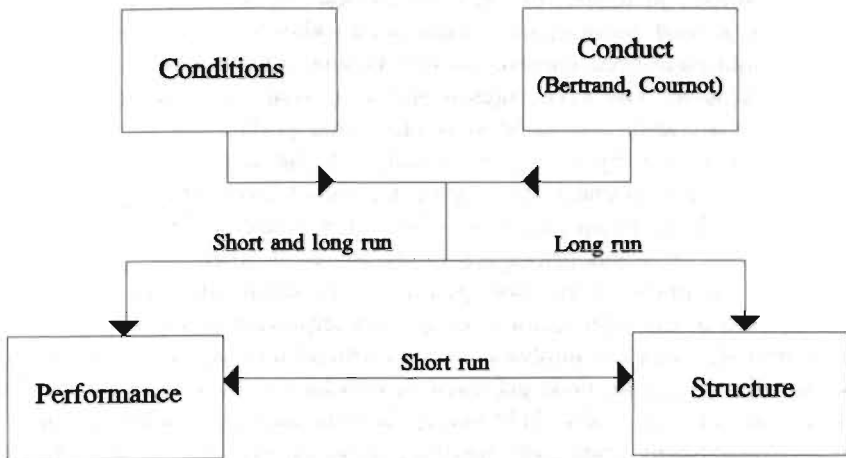 Conditions
Conduct
(Bertrand, Cournot)
Short and long run
Long run
Short run
Performance
Structure